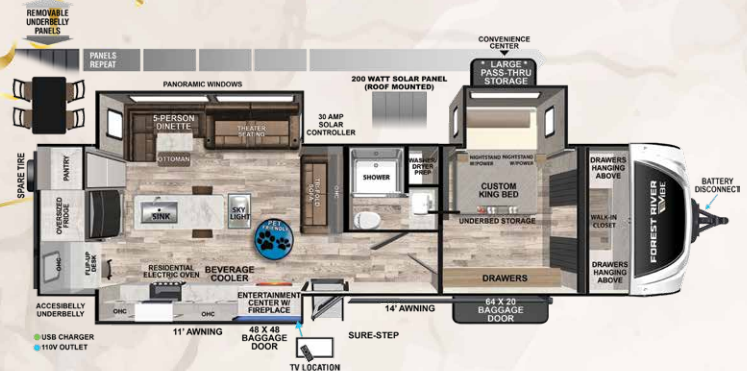 REMOVABLE
UNDERBELLY
PANELS
PANELS
REPEAT
CONVENIENCE
CENTER
* LARGE *
PASS-THRU
STORAGE
PANORAMIC WINDOWS
200 WATT SOLAR PANEL
(ROOF MOUNTED)
5-PERSON
DINETTE
THEATER
SEATING
30 AMP
SOLAR
CONTROLLER
OTTOMAN
SPARE TIRE
PANTRY
OVERSIZED
FRIDGE
OHC
FLIP-UP
DESK
SINK
SKY
LIGHT
TRI-FOLD
SOFA
OHC
PET
FRIENDLY
SHOWER
WASHER
DRYER
PREP
NIGHTSTAND
W/POWER
NIGHTSTAND
W/POWER
CUSTOM
KING BED
UNDERBED STORAGE
DRAWERS
DRAWERS
HANGING
ABOVE
WALK-IN
CLOSET
DRAWERS
HANGING
ABOVE
FOREST RIVER
VIBE
BATTERY
DISCONNECT
RESIDENTIAL
ELECTRIC OVEN
BEVERAGE
COOLER
OHC
ENTERTAINMENT
CENTER W/
FIREPLACE
ACCESIBELLY
UNDERBELLY
USB CHARGER
110V OUTLET
11' AWNING
48 X 48
BAGGAGE
DOOR
SURE-STEP
14' AWNING
64 X 20
BAGGAGE
DOOR
TV LOCATION